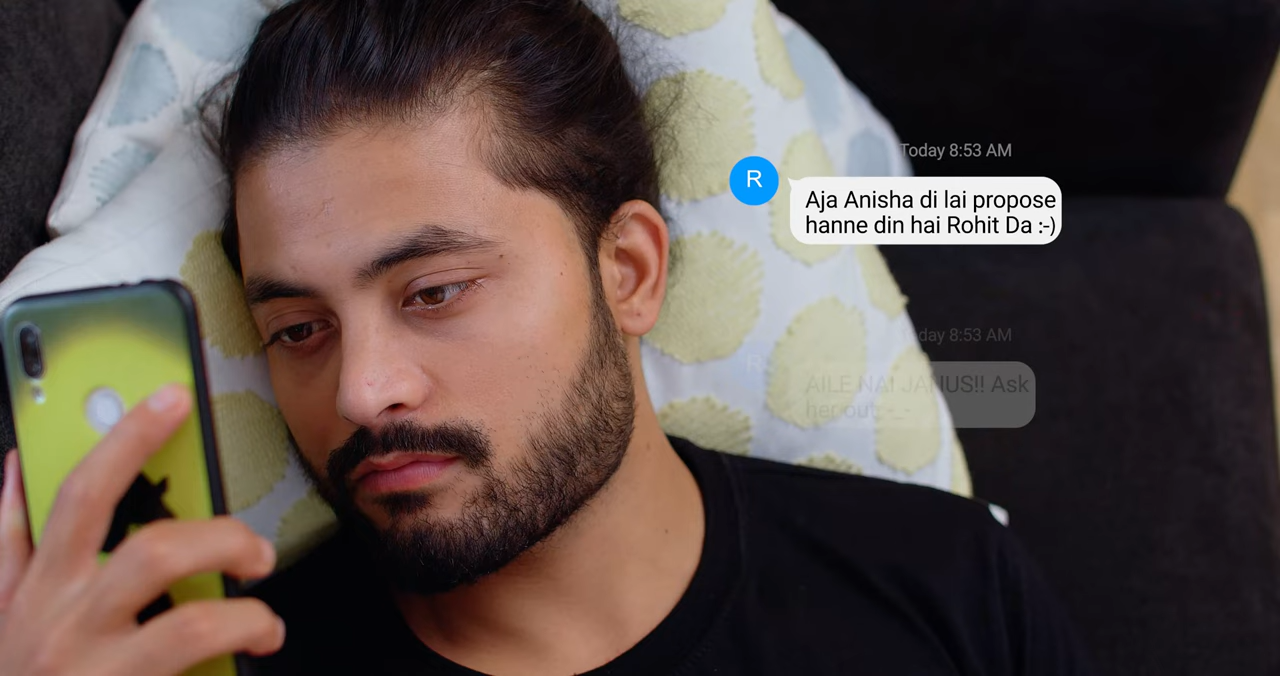 Today 8:53 AM
R
Aja Anisha di lai propose
hanne din hai Rohit Da :-)
Today 8:53 AM
R
AILE NAI JANUS!! Ask
her out -_-